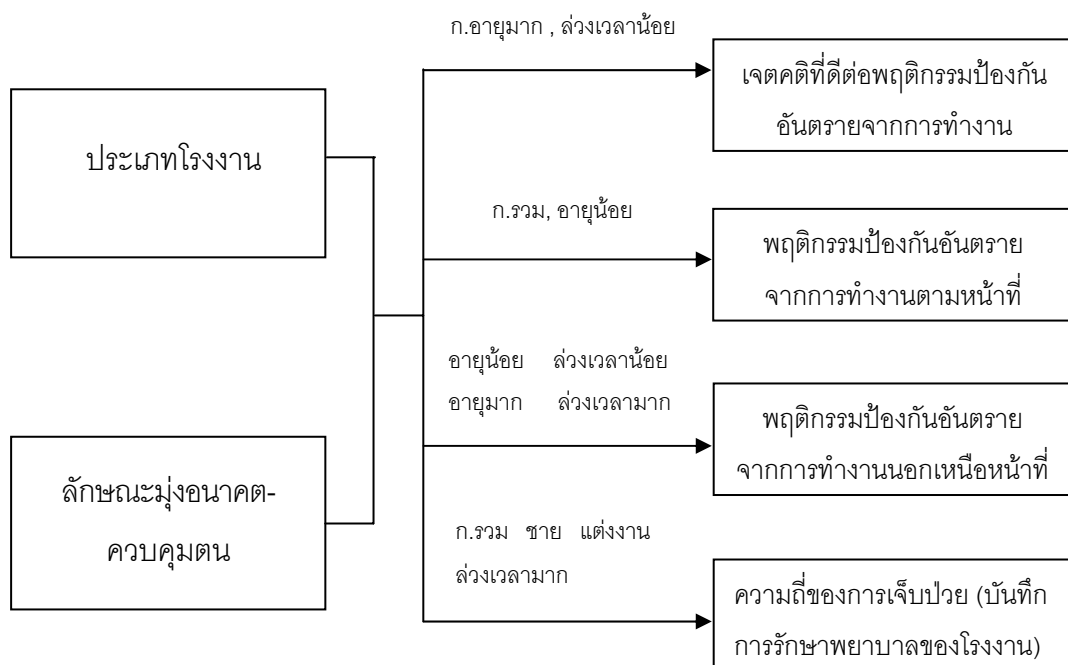 ก.อายุมาก , ล่วงเวลาน้อย
เจตคติที่ดีต่อพฤติกรรมป้องกัน
อันตรายจากการทำงาน
ประเภทโรงงาน
ก.รวม, อายุน้อย
พฤติกรรมป้องกันอันตราย
จากการทำงานตามหน้าที่
อายุน้อย ล่วงเวลาน้อย
อายุมาก ล่วงเวลามาก
พฤติกรรมป้องกันอันตราย
จากการทำงานนอกเหนือหน้าที่
ลักษณะมุ่งอนาคต-
ควบคุมตน
ก.รวม ชาย แต่งงาน
ล่วงเวลามาก
ความถี่ของการเจ็บป่วย (บันทึก
การรักษาพยาบาลของโรงงาน)